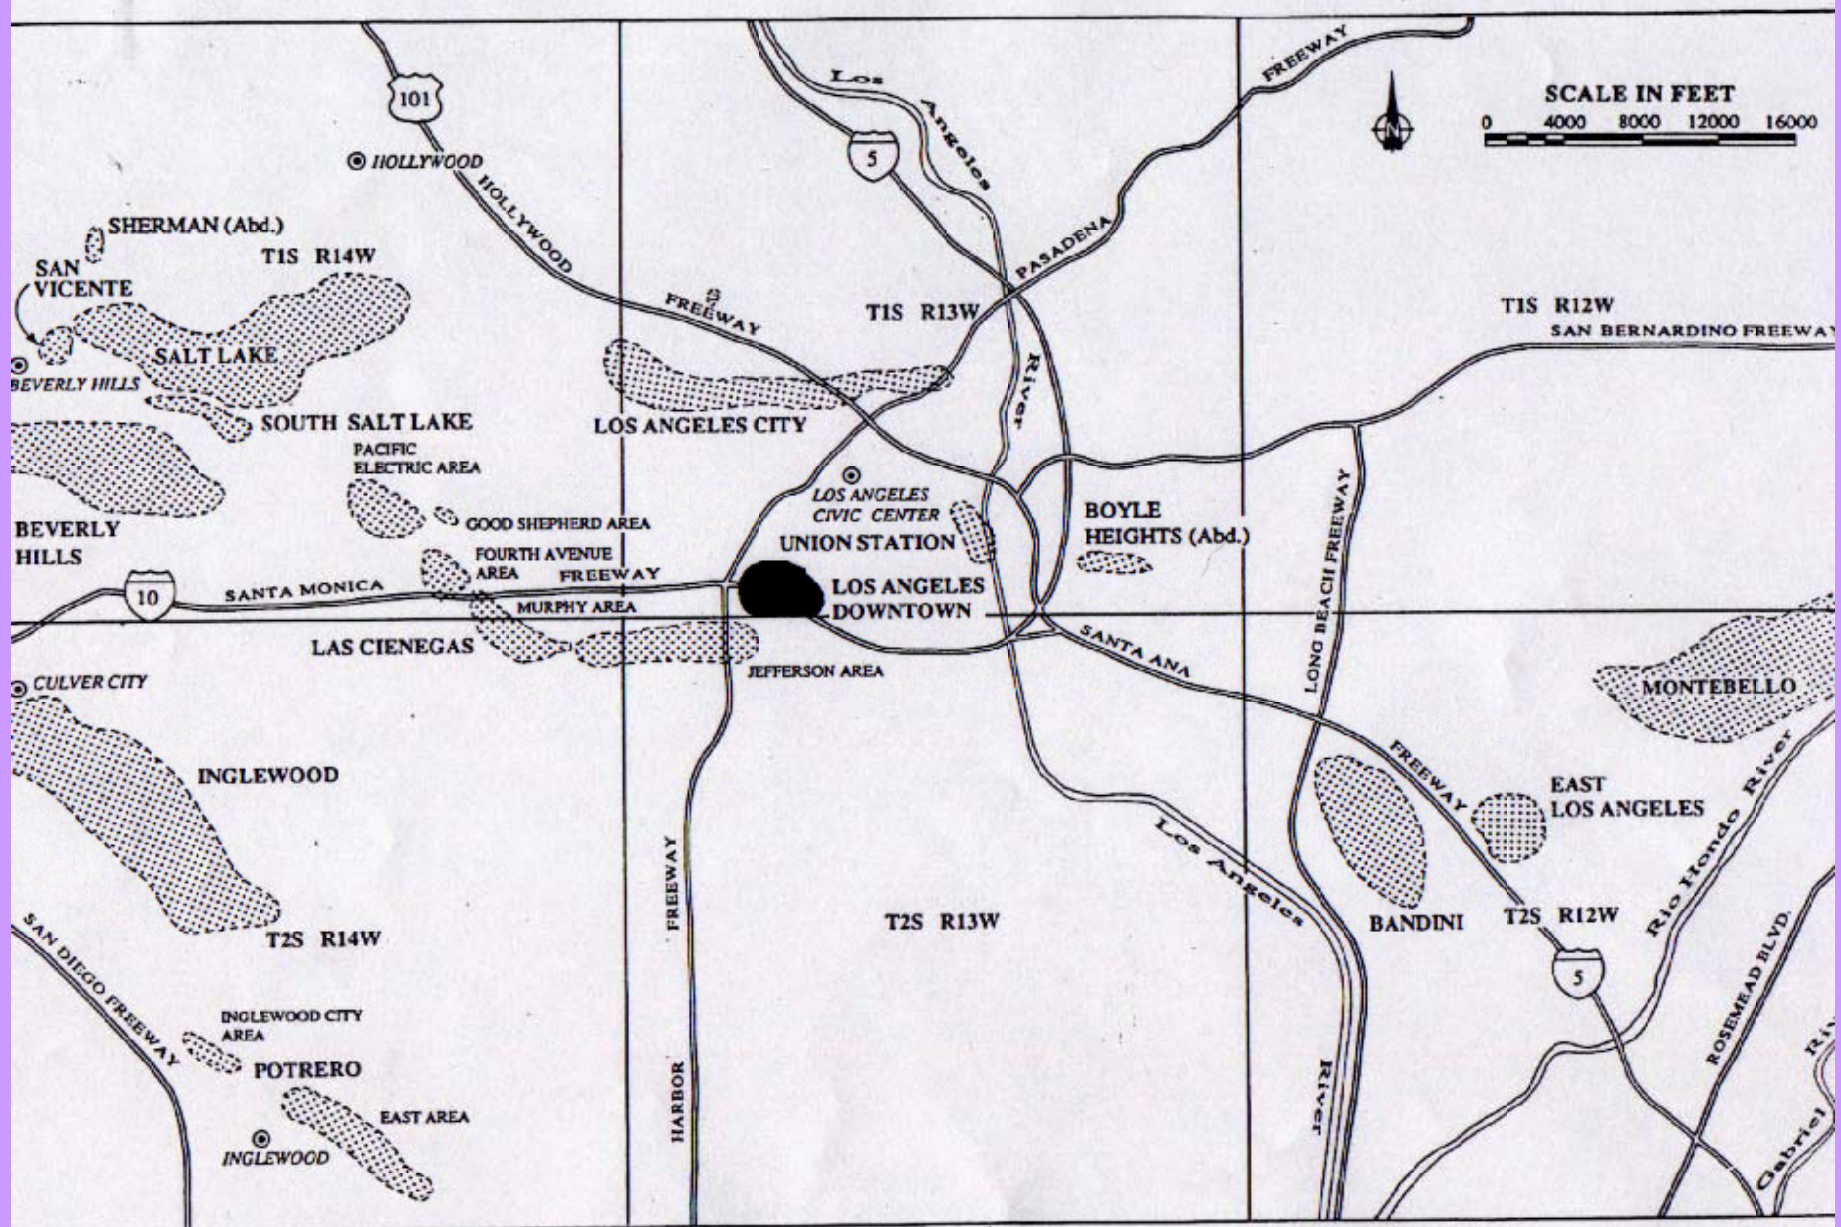 Los
Angeles
FREEWAY
SCALE IN FEET
0 4000 8000 12000 16000
N
101
5
HOLLYWOOD
HOLLYWOOD
SHERMAN (Abd.)
T1S R14W
SAN
VICENTE
PASADENA
FREEWAY
T1S R13W
T1S R12W
SAN BERNARDINO FREEWAY
SALT LAKE
BEVERLY HILLS
River
SOUTH SALT LAKE
LOS ANGELES CITY
PACIFIC
ELECTRIC AREA
LOS ANGELES
CIVIC CENTER
GOOD SHEPHERD AREA
BEVERLY
HILLS
UNION STATION
BOYLE
HEIGHTS (Abd.)
LONG BEACH FREEWAY
FOURTH AVENUE
AREA
10
SANTA MONICA
FREEWAY
LOS ANGELES
DOWNTOWN
MURPHY AREA
LAS CIENEGAS
JEFFERSON AREA
SANTA ANA
CULVER CITY
MONTEBELLO
INGLEWOOD
FREEWAY
EAST
LOS ANGELES
Rio Hondo River
Los Angeles
FREEWAY
T2S R14W
T2S R13W
BANDINI
T2S R12W
SAN DIEGO FREEWAY
5
ROSEMEAD BLVD.
INGLEWOOD CITY
AREA
POTRERO
HARBOR
River
EAST AREA
INGLEWOOD
Gabriel